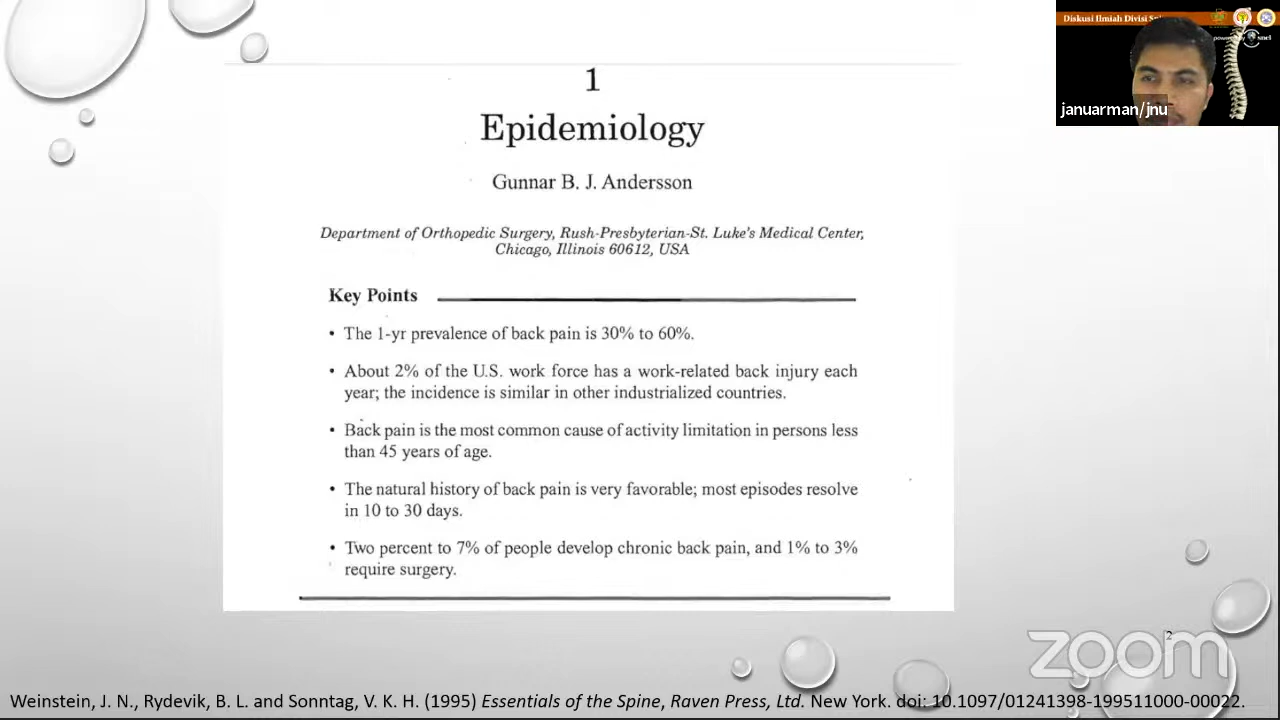 Diskusi Ilmiah Divisi
januarman/jnu
1
Epidemiology
Gunnar B. J. Andersson
Department of Orthopedic Surgery, Rush-Presbyterian-St. Luke's Medical Center,
Chicago, Illinois 60612, USA
Key Points
• The 1-yr prevalence of back pain is 30% to 60%.
• About 2% of the U.S. work force has a work-related back injury each
year; the incidence is similar in other industrialized countries.
• Back pain is the most common cause of activity limitation in persons less
than 45 years of age.
• The natural history of back pain is very favorable; most episodes resolve
in 10 to 30 days.
• Two percent to 7% of people develop chronic back pain, and 1% to 3%
require surgery.
2
zoom
Weinstein, J. N., Rydevik, B. L. and Sonntag, V. K. H. (1995) Essentials of the Spine, Raven Press, Ltd. New York. doi: 10.1097/01241398-199511000-00022.